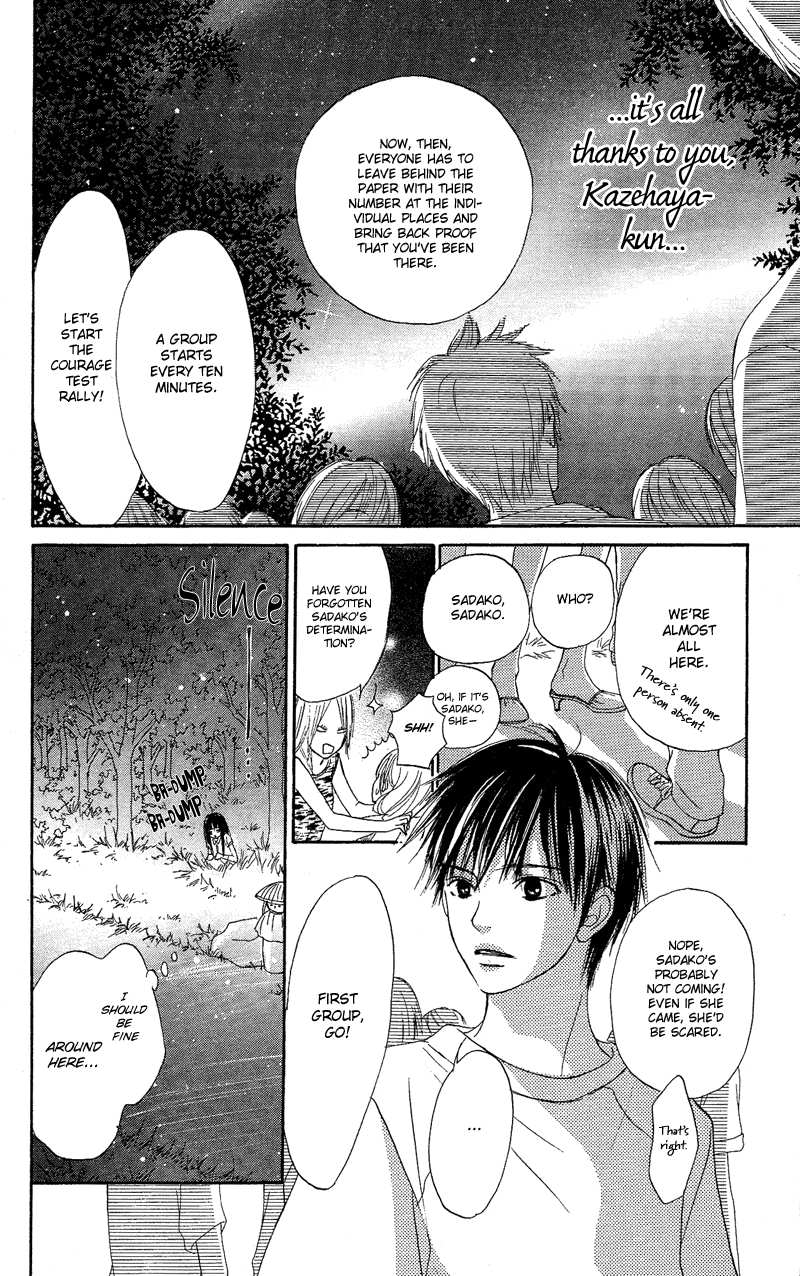 ...it's all
thanks to you,
Kazehaya-
kun...
NOW, THEN,
EVERYONE HAS TO
LEAVE BEHIND THE
PAPER WITH THEIR
NUMBER AT THE INDI-
VIDUAL PLACES AND
BRING BACK PROOF
THAT YOU'VE BEEN
THERE.
A GROUP
STARTS
EVERY TEN
MINUTES.
LET'S
START
THE
COURAGE
TEST
RALLY!
WE'RE
ALMOST
ALL
HERE.
There's only one
person absent.
WHO?
SADAKO,
SADAKO.
OH, IF IT'S
SADAKO,
SHE—
SHH!
HAVE YOU
FORGOTTEN
SADAKO'S
DETERMINA-
TION?
NOPE,
SADAKO'S
PROBABLY
NOT COMING!
EVEN IF SHE
CAME, SHE'D
BE SCARED.
That's
right.
...
FIRST
GROUP,
GO!
Silence
BA-DUMP
BA-DUMP
I
SHOULD
BE
FINE
AROUND
HERE...